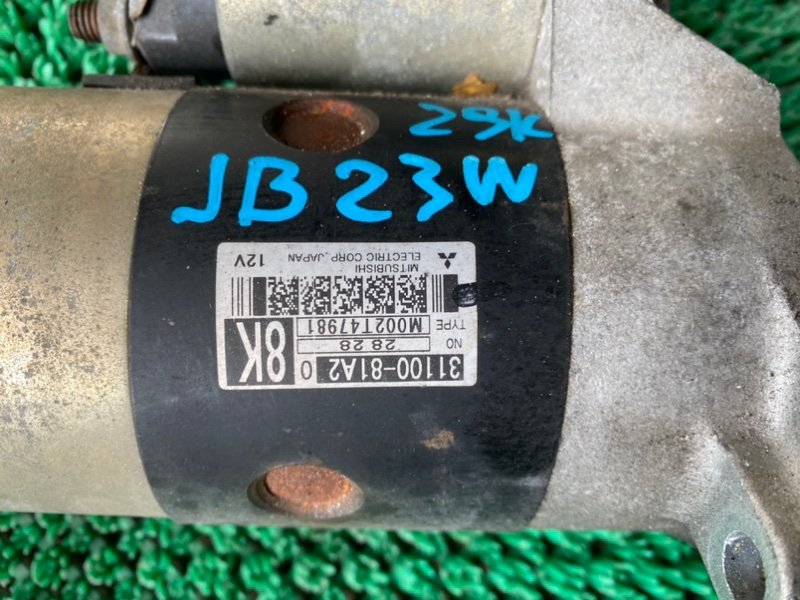 29K
JB23W
31100-81A2 0 8K
NO 28 28
TYPE M002T47981
MITSUBISHI
ELECTRIC CORP. JAPAN 12V